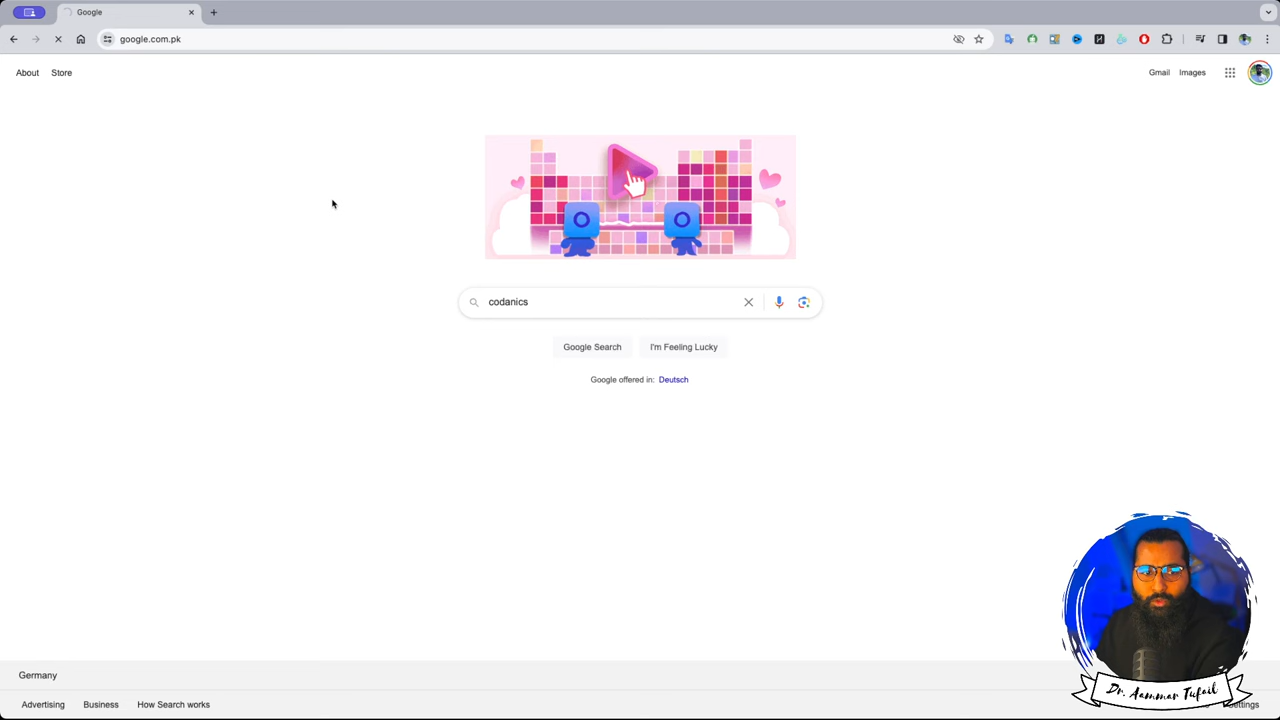 Google
google.com.pk
About Store
Gmail Images
codanics
Google Search I'm Feeling Lucky
Google offered in: Deutsch
Dr. Aammar Tufail
Germany
Advertising Business How Search works
Settings